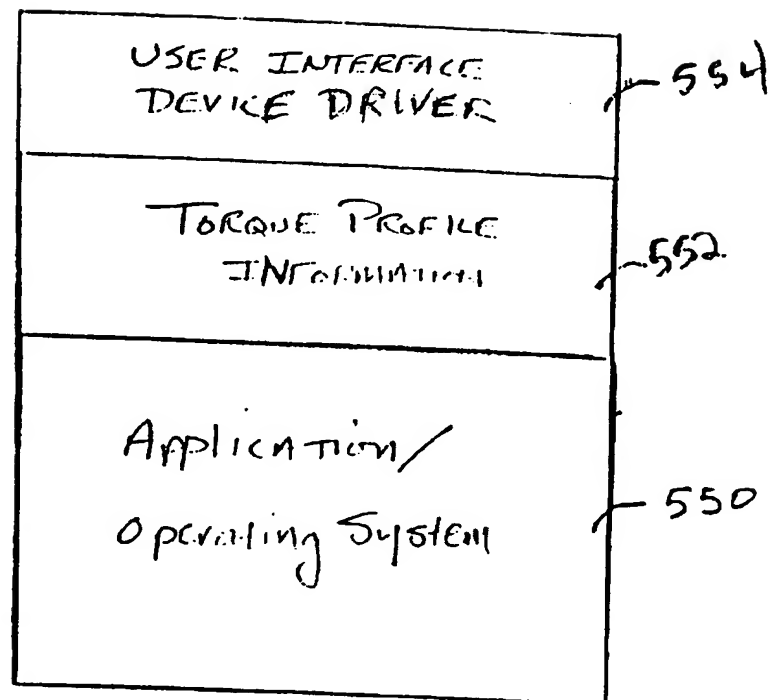 USER INTERFACE
DEVICE DRIVER
554
TORQUE PROFILE
INFORMATION
552
Application/
Operating System
550